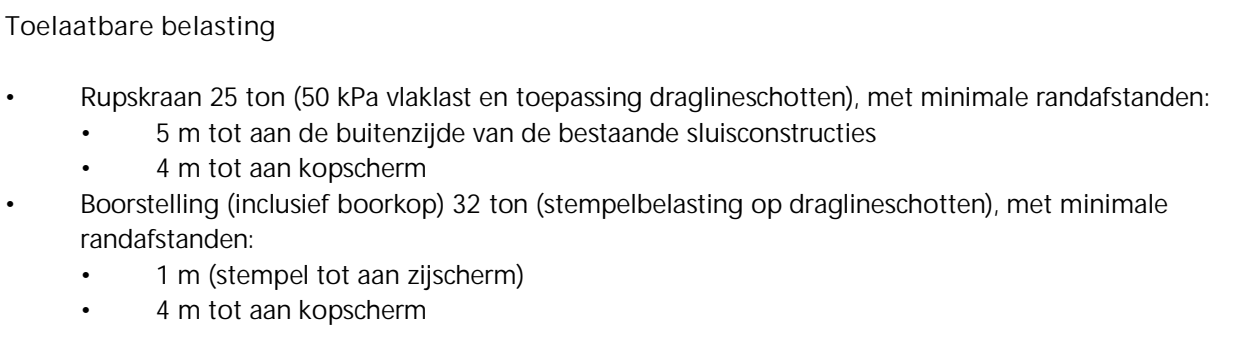 Toelaatbare belasting
• Rupskraan 25 ton (50 kPa vlaklast en toepassing draglineschotten), met minimale randafstanden:
• 5 m tot aan de buitenzijde van de bestaande sluisconstructies
• 4 m tot aan kopscherm
• Boorstelling (inclusief boorkop) 32 ton (stempelbelasting op draglineschotten), met minimale
randafstanden:
• 1 m (stempel tot aan zijscherm)
• 4 m tot aan kopscherm